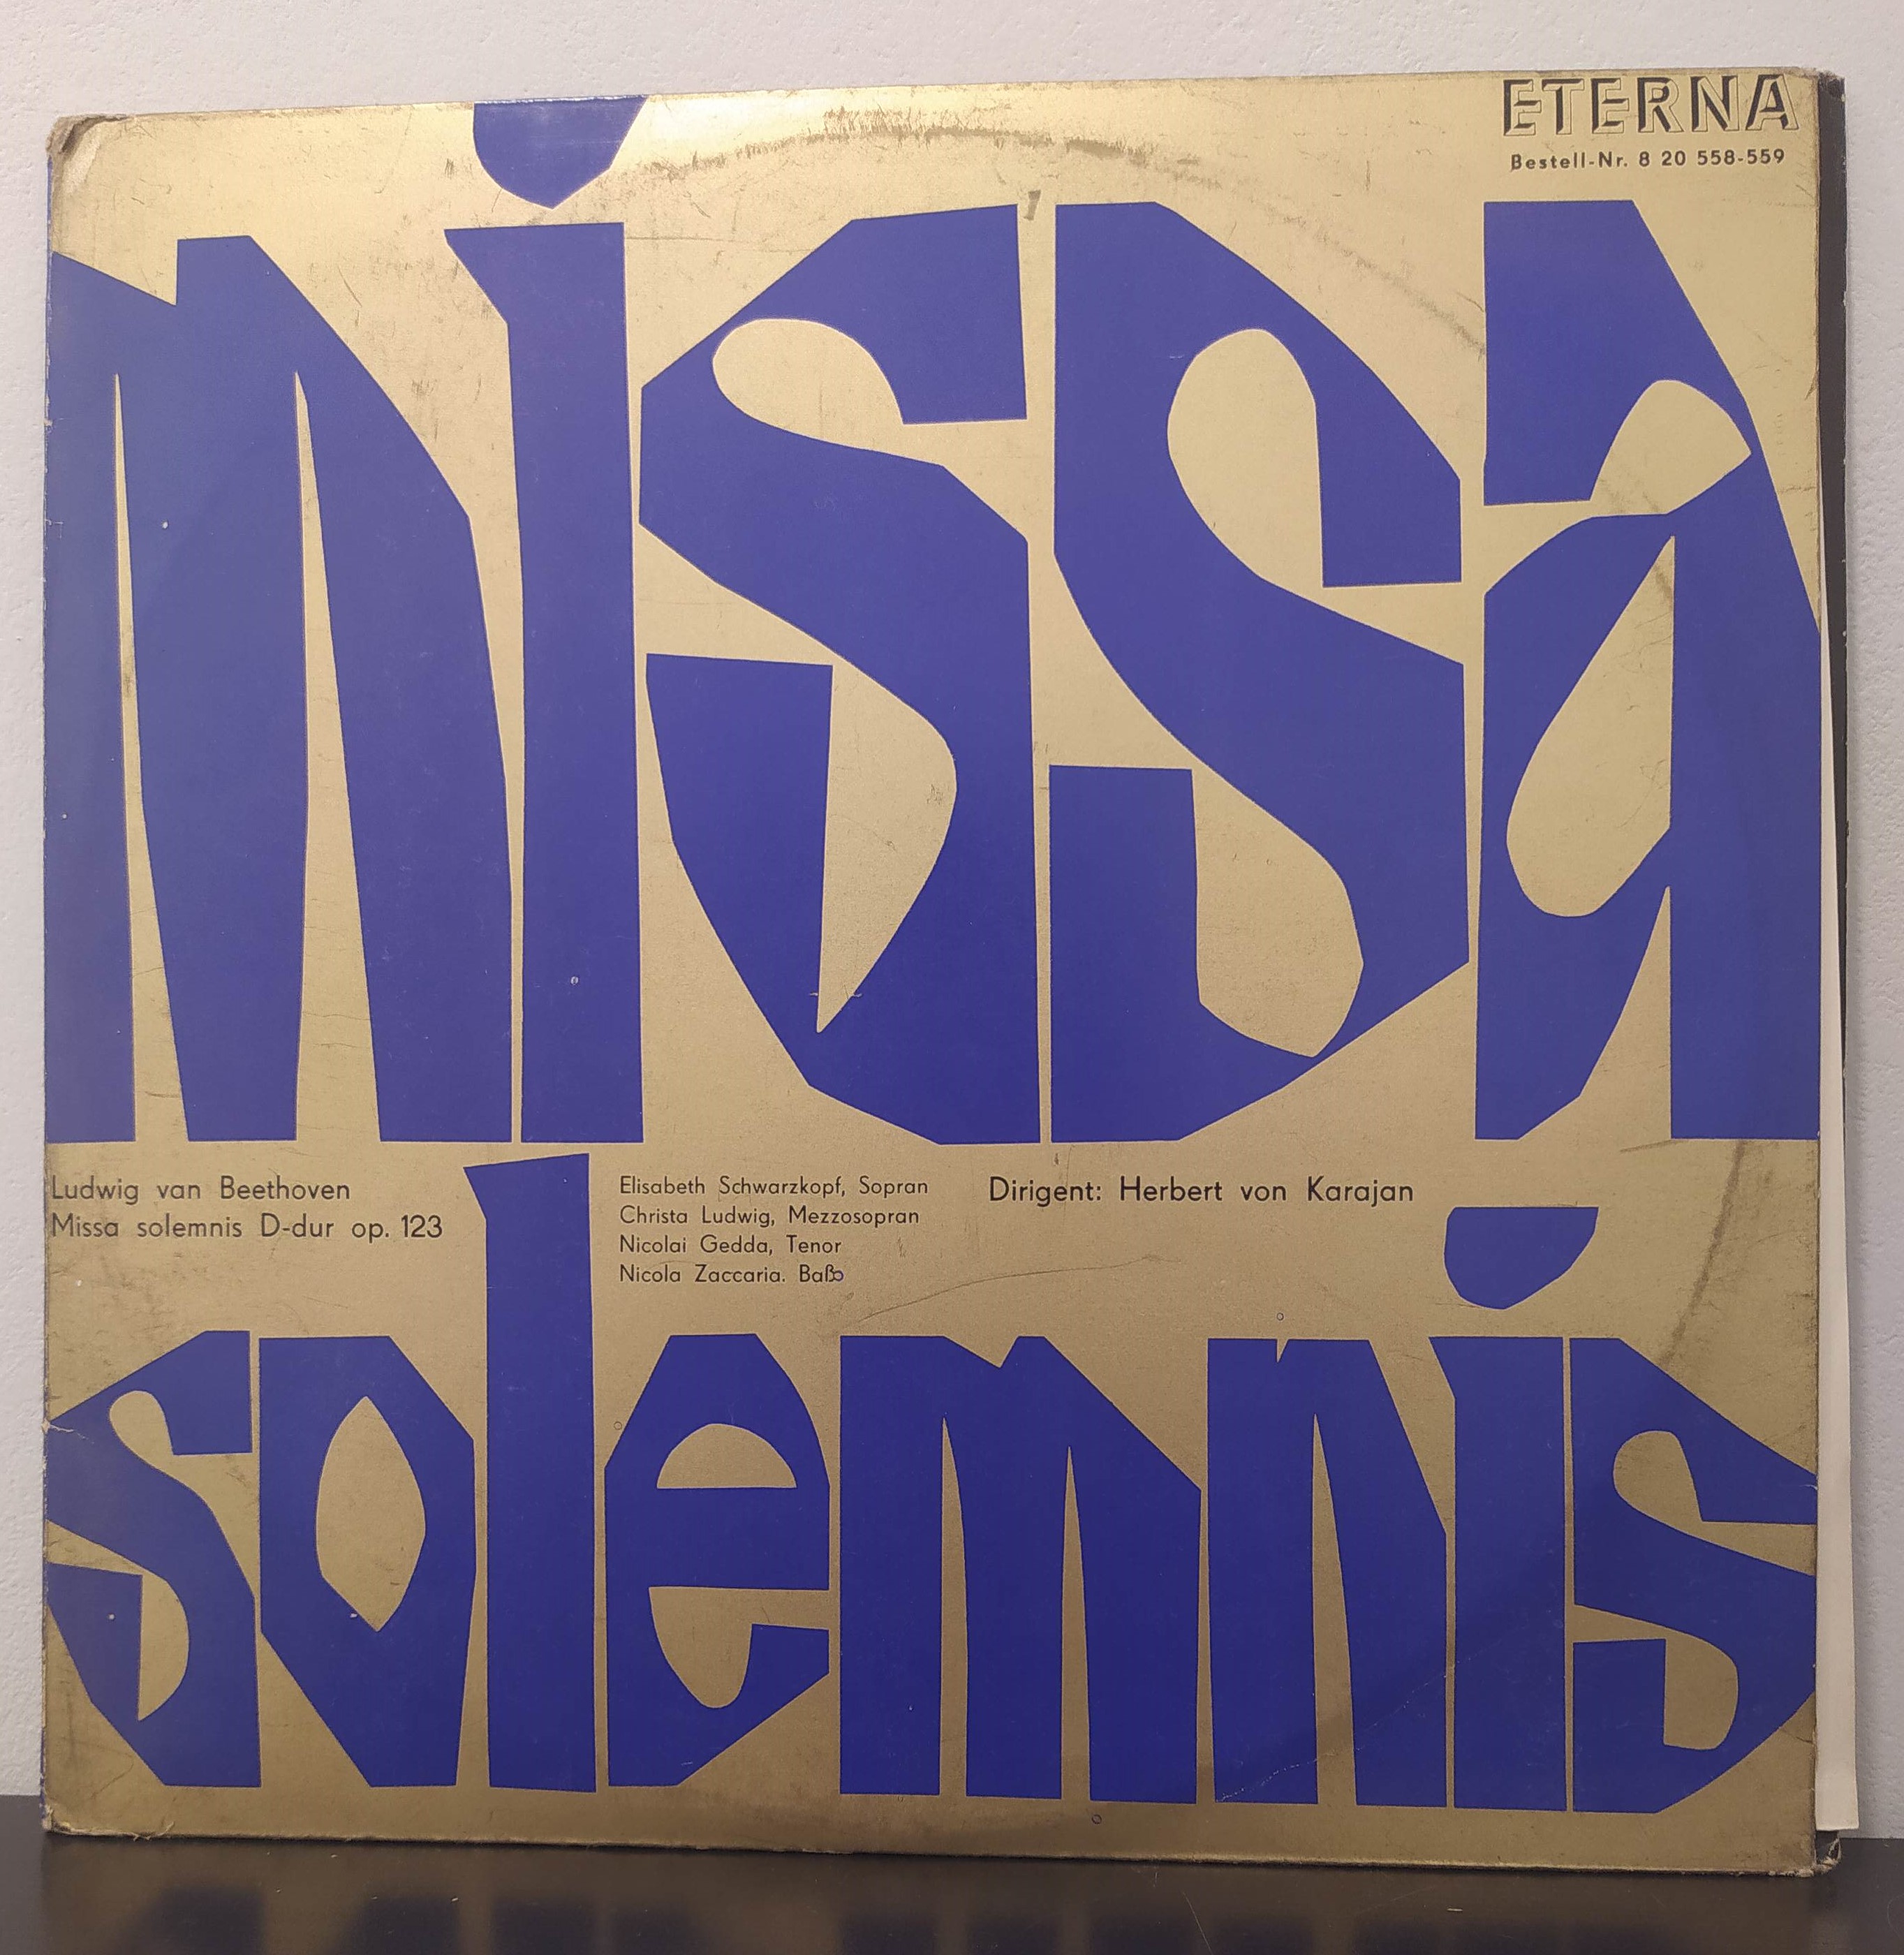 ETERNA
Bestell-Nr. 8 20 558-559
missa
Ludwig van Beethoven
Missa solemnis D-dur op. 123
Elisabeth Schwarzkopf, Sopran
Christa Ludwig, Mezzosopran
Nicolai Gedda, Tenor
Nicola Zaccaria. Baß
Dirigent: Herbert von Karajan
solemnis